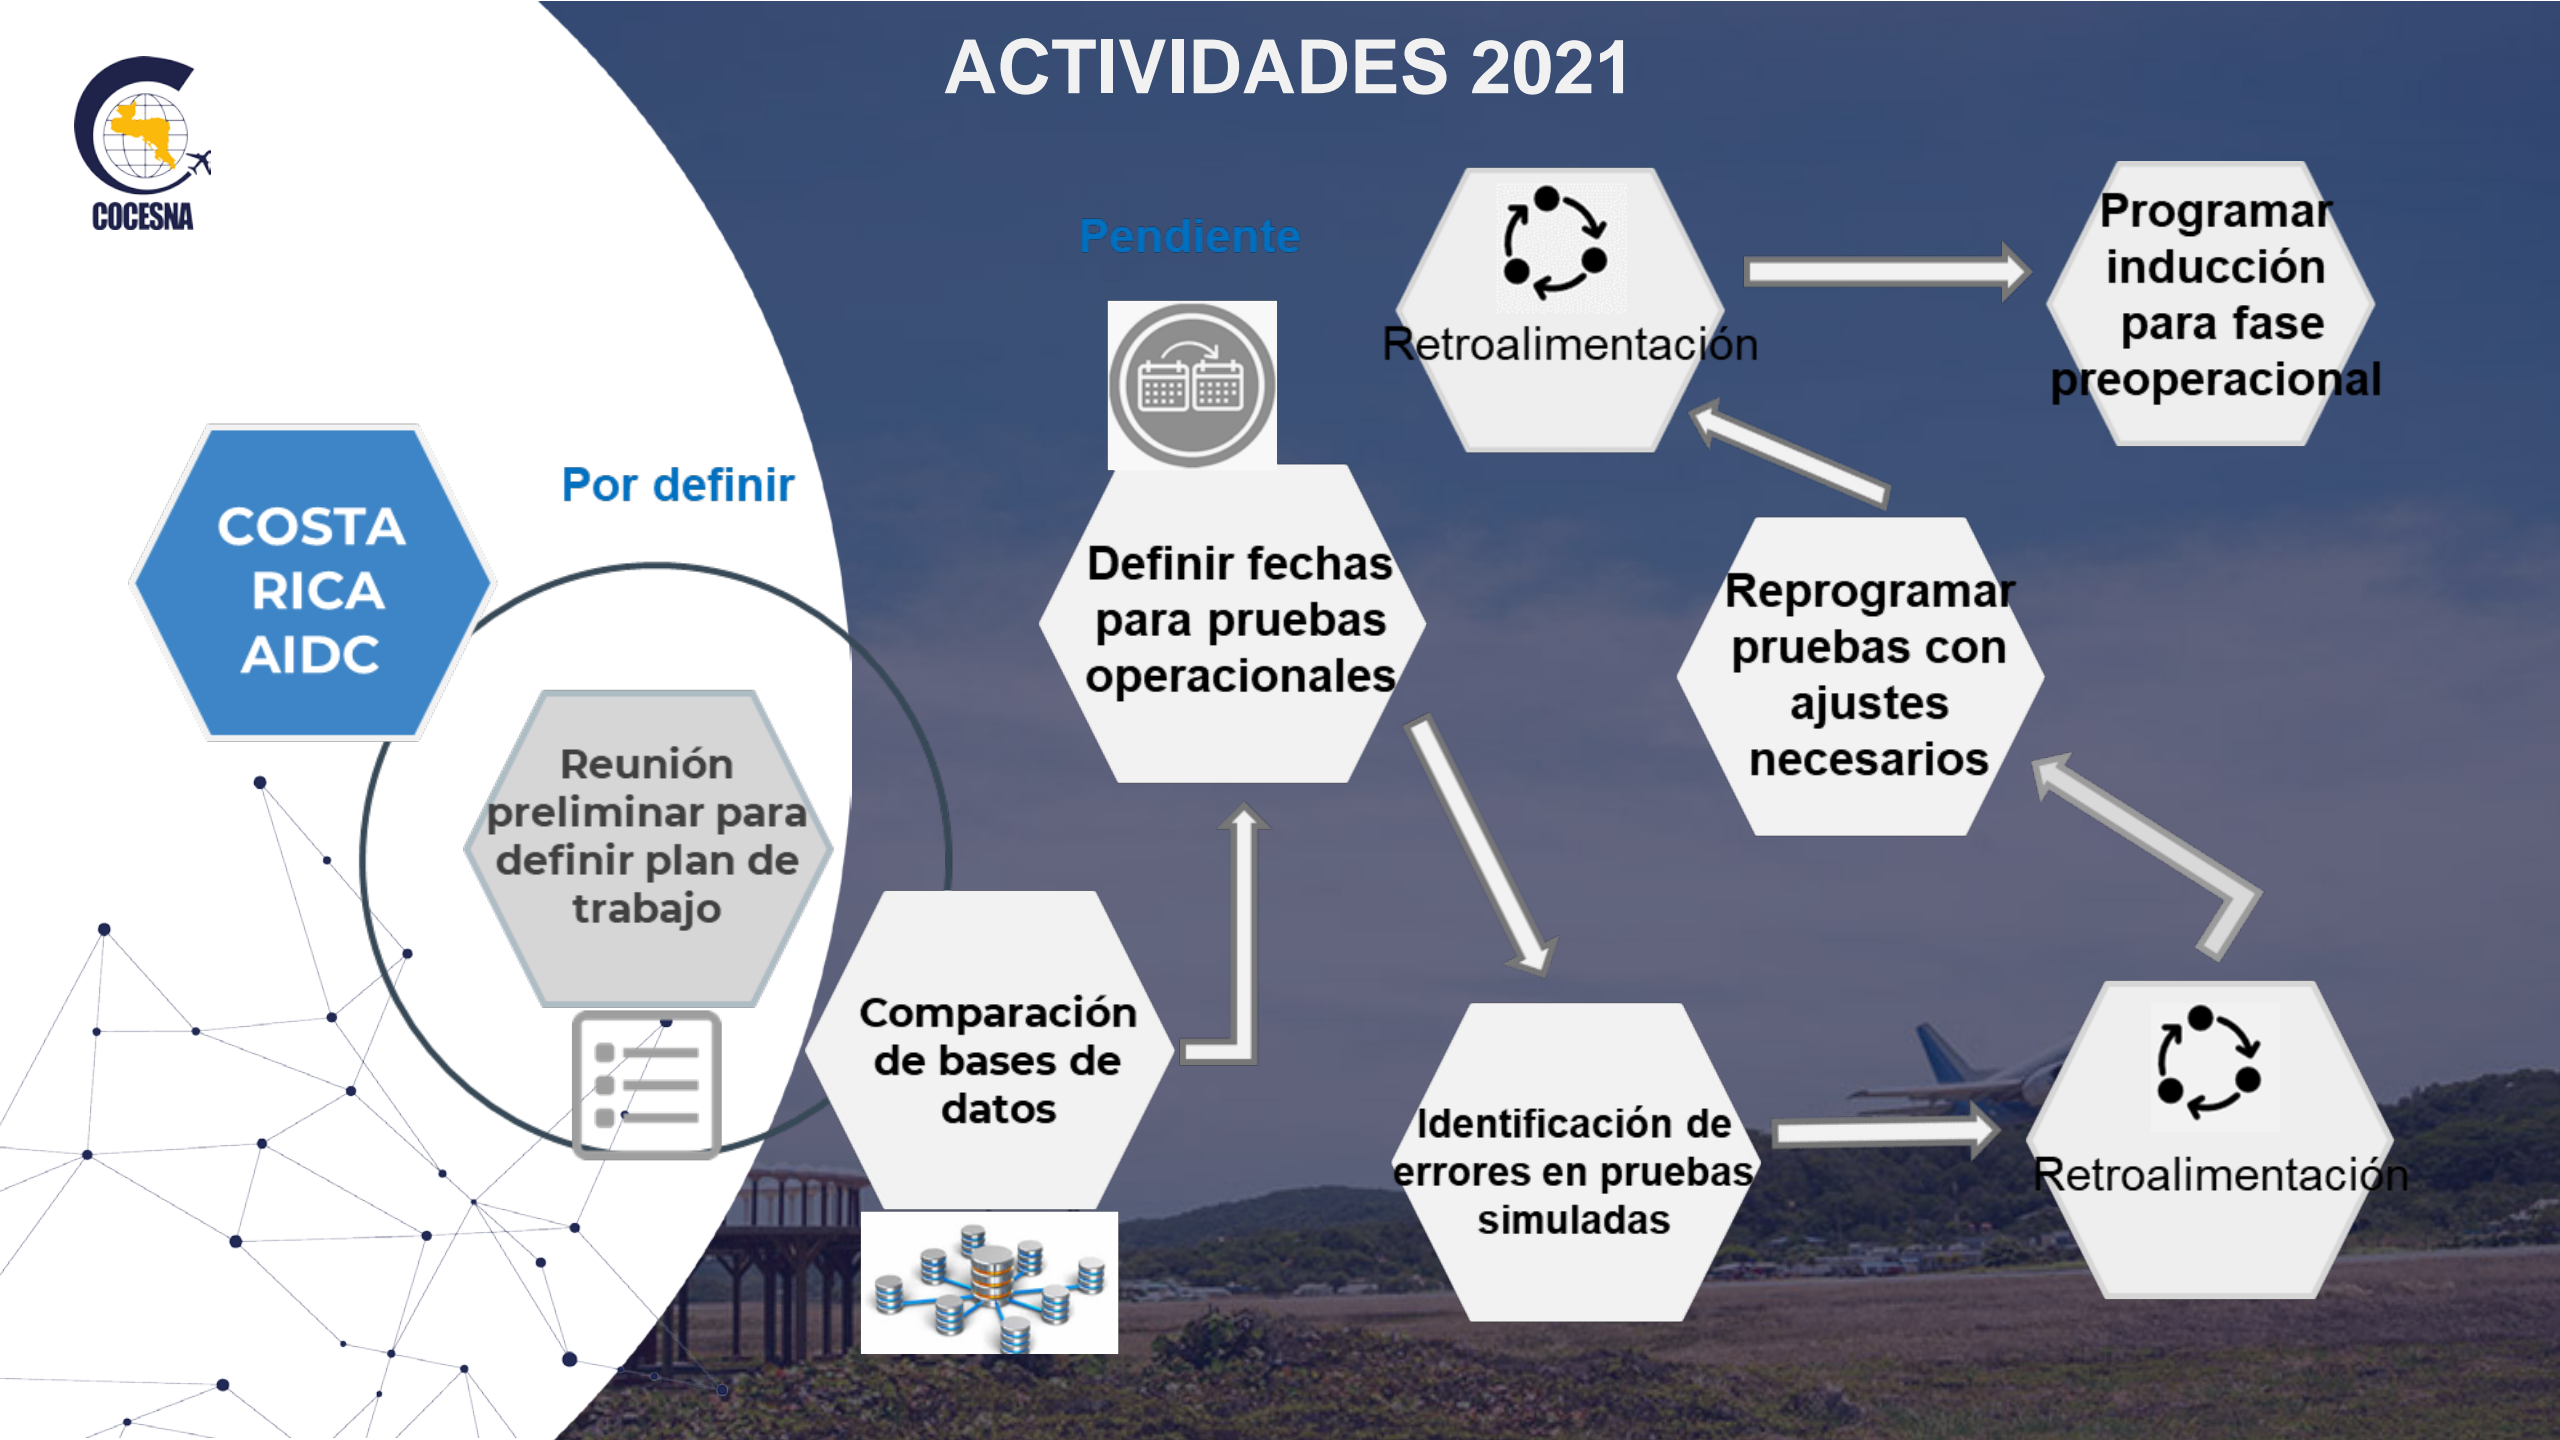 ACTIVIDADES 2021
COCESNA
COSTA
RICA
AIDC
Por definir
Reunión
preliminar para
definir plan de
trabajo
Comparación
de bases de
datos
Pendiente
Definir fechas
para pruebas
operacionales
Identificación de
errores en pruebas
simuladas
Retroalimentación
Reprogramar
pruebas con
ajustes
necesarios
Retroalimentación
Programar
inducción
para fase
preoperacional